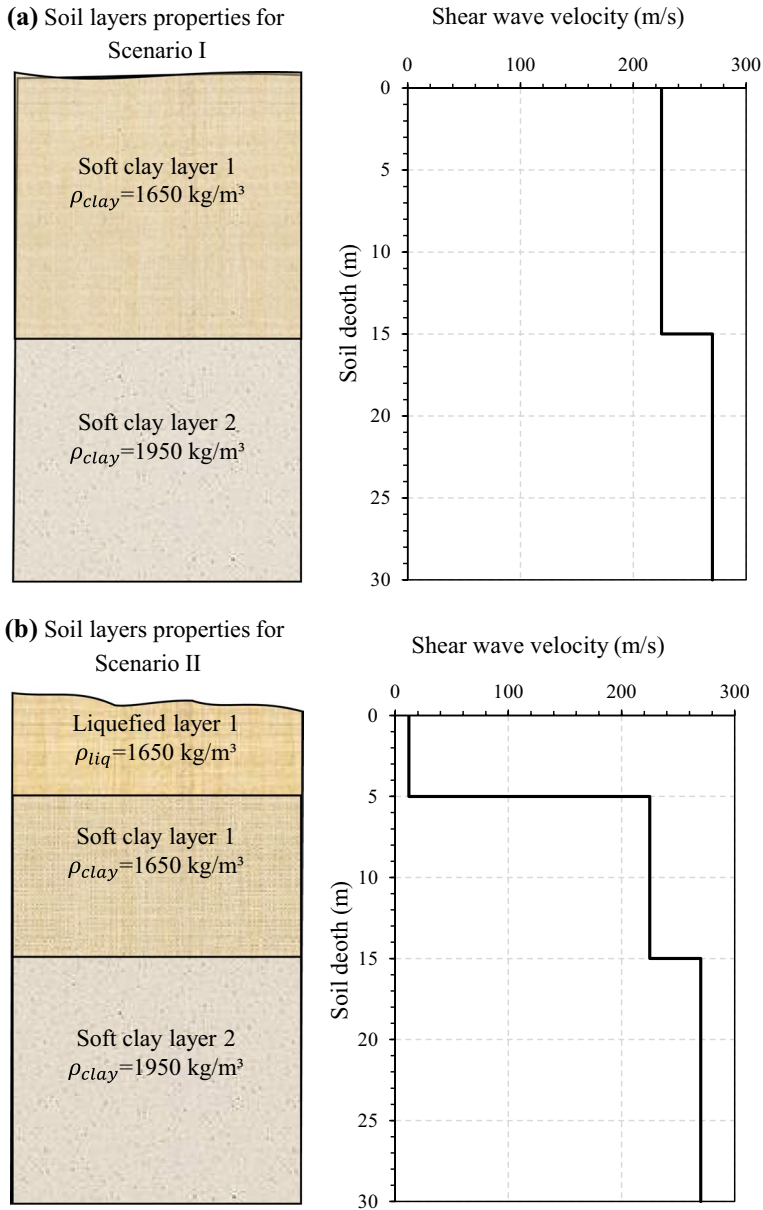 (a) Soil layers properties for
Scenario I
Soft clay layer 1
ρclay=1650 kg/m³
Soft clay layer 2
ρclay=1950 kg/m³
Shear wave velocity (m/s)
0 100 200 300
0
5
10
15
20
25
30
Soil deoth (m)
(b) Soil layers properties for
Scenario II
Liquefied layer 1
ρliq=1650 kg/m³
Soft clay layer 1
ρclay=1650 kg/m³
Soft clay layer 2
ρclay=1950 kg/m³
Shear wave velocity (m/s)
0 100 200 300
0
5
10
15
20
25
30
Soil deoth (m)